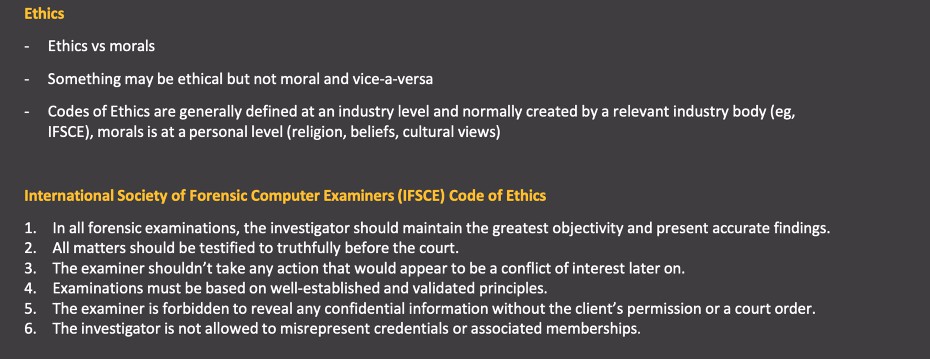 Ethics
- Ethics vs morals
- Something may be ethical but not moral and vice-a-versa
- Codes of Ethics are generally defined at an industry level and normally created by a relevant industry body (eg,
IFSCE), morals is at a personal level (religion, beliefs, cultural views)
International Society of Forensic Computer Examiners (IFSCE) Code of Ethics
1. In all forensic examinations, the investigator should maintain the greatest objectivity and present accurate findings.
2. All matters should be testified to truthfully before the court.
3. The examiner shouldn't take any action that would appear to be a conflict of interest later on.
4. Examinations must be based on well-established and validated principles.
5. The examiner is forbidden to reveal any confidential information without the client's permission or a court order.
6. The investigator is not allowed to misrepresent credentials or associated memberships.